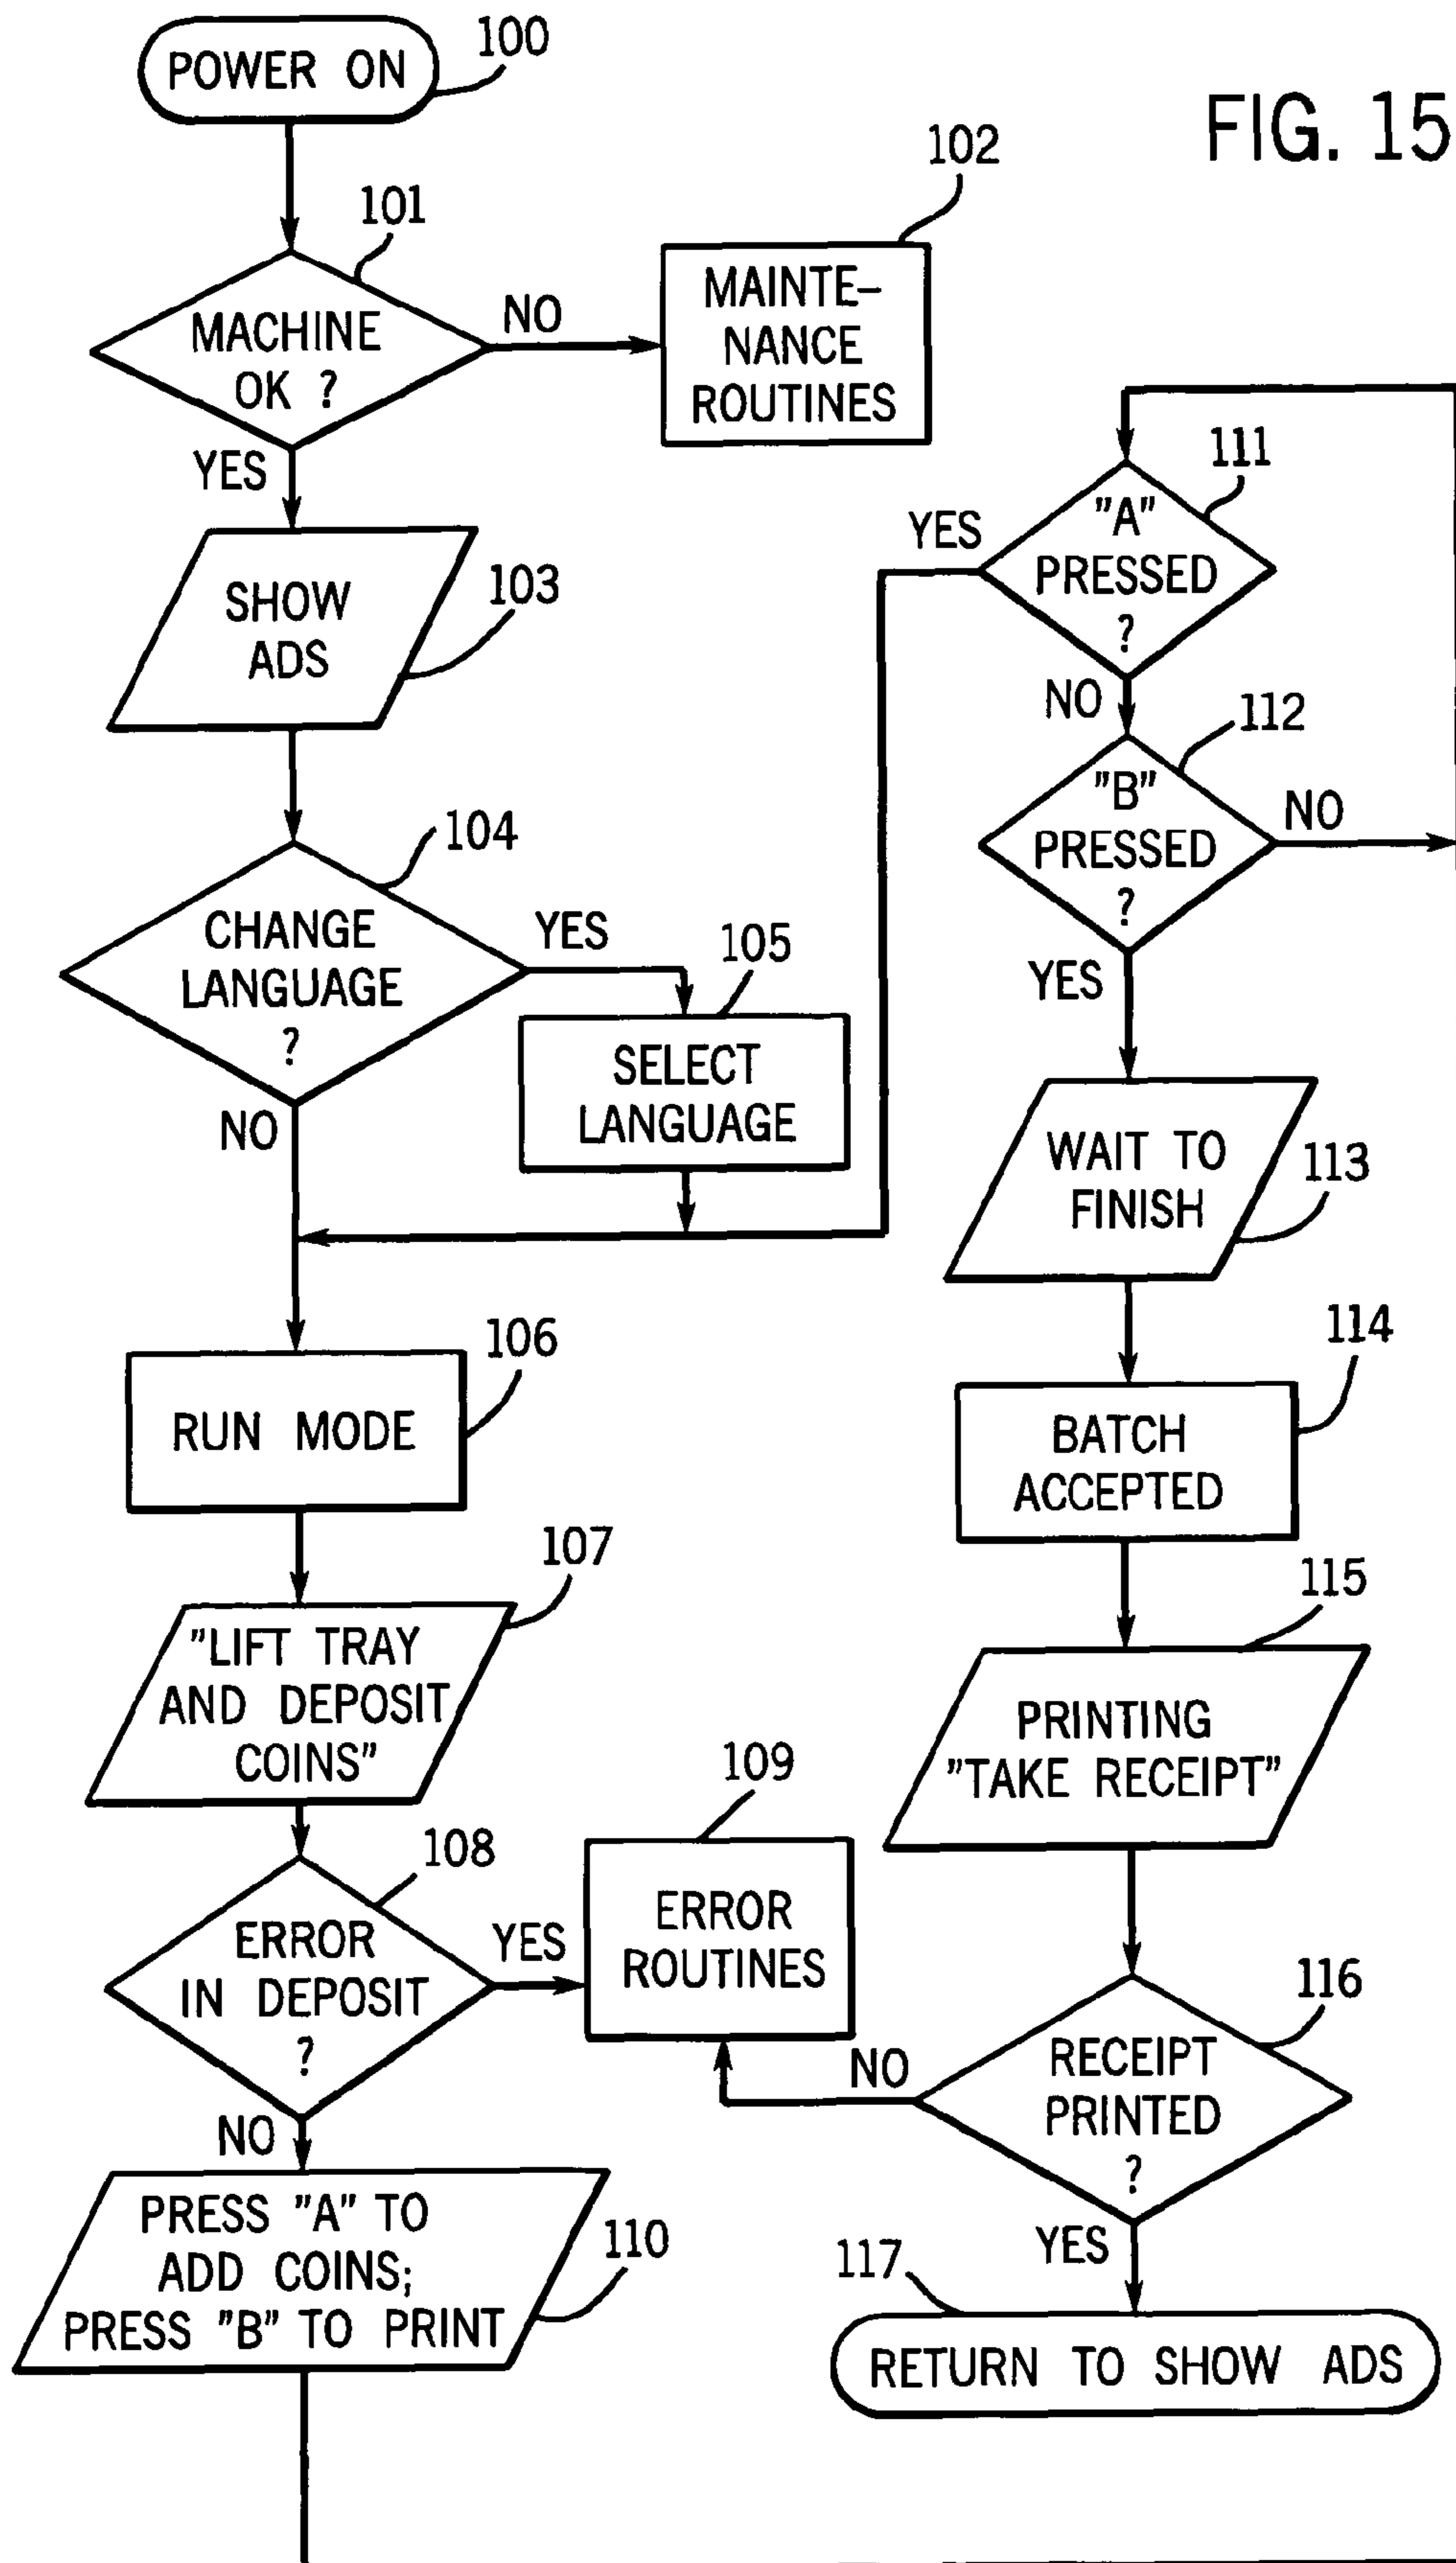 FIG. 15
POWER ON
100
101
MACHINE
OK ?
NO
102
MAINTE-
NANCE
ROUTINES
YES
SHOW
ADS
103
104
CHANGE
LANGUAGE
?
YES
105
SELECT
LANGUAGE
NO
106
RUN MODE
107
"LIFT TRAY
AND DEPOSIT
COINS"
108
ERROR
IN DEPOSIT
?
YES
109
ERROR
ROUTINES
NO
PRESS "A" TO
ADD COINS;
PRESS "B" TO PRINT
110
111
"A"
PRESSED
?
YES
NO
112
"B"
PRESSED
?
NO
YES
WAIT TO
FINISH
113
114
BATCH
ACCEPTED
115
PRINTING
"TAKE RECEIPT"
116
RECEIPT
PRINTED
?
NO
YES
117
RETURN TO SHOW ADS